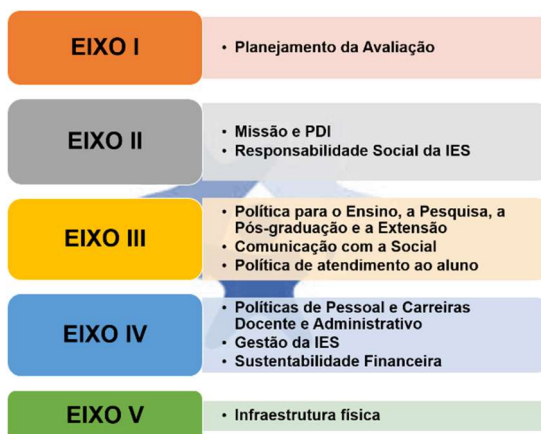 EIXO I
• Planejamento da Avaliação
EIXO II
• Missão e PDI
• Responsabilidade Social da IES
EIXO III
• Política para o Ensino, a Pesquisa, a
Pós-graduação e a Extensão
• Comunicação com a Social
• Política de atendimento ao aluno
EIXO IV
• Políticas de Pessoal e Carreiras
Docente e Administrativo
• Gestão da IES
• Sustentabilidade Financeira
EIXO V
• Infraestrutura física